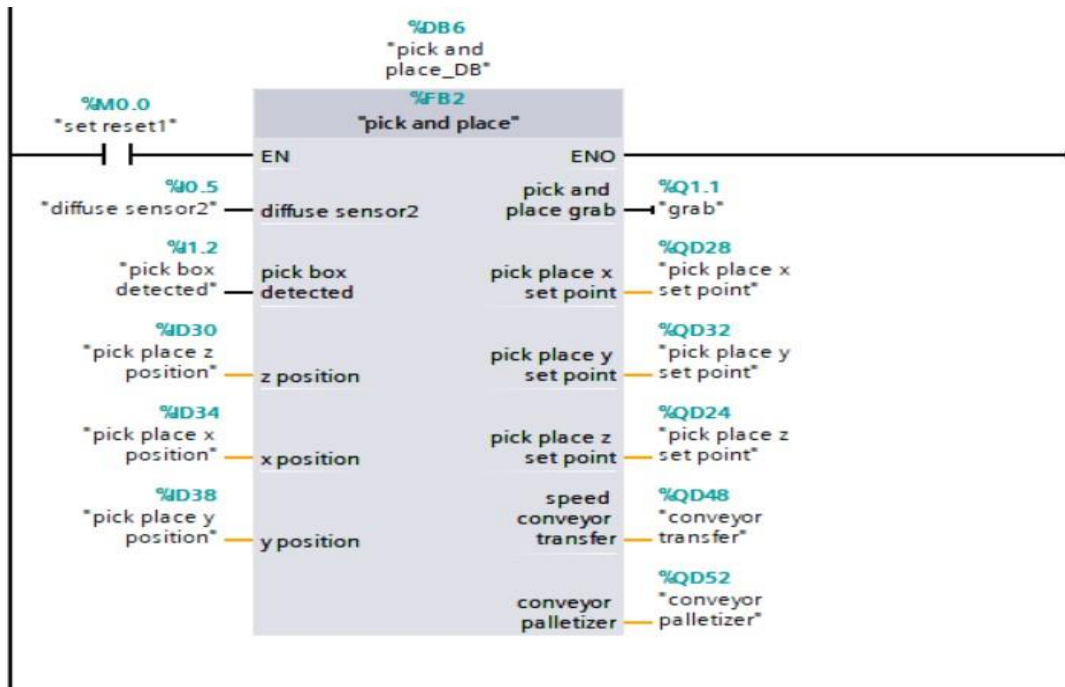 %DB6
"pick and
place_DB"
%M0.0
"set reset1"
%FB2
"pick and place"
EN
ENO
%I0.5
"diffuse sensor2"
diffuse sensor2
pick and
place grab
%Q1.1
"grab"
%I1.2
"pick box
detected"
pick box
detected
pick place x
set point
%QD28
"pick place x
set point"
%ID30
"pick place z
position"
z position
pick place y
set point
%QD32
"pick place y
set point"
%ID34
"pick place x
position"
x position
pick place z
set point
%QD24
"pick place z
set point"
%ID38
"pick place y
position"
y position
speed
conveyor
transfer
%QD48
"conveyor
transfer"
conveyor
palletizer
%QD52
"conveyor
palletizer"